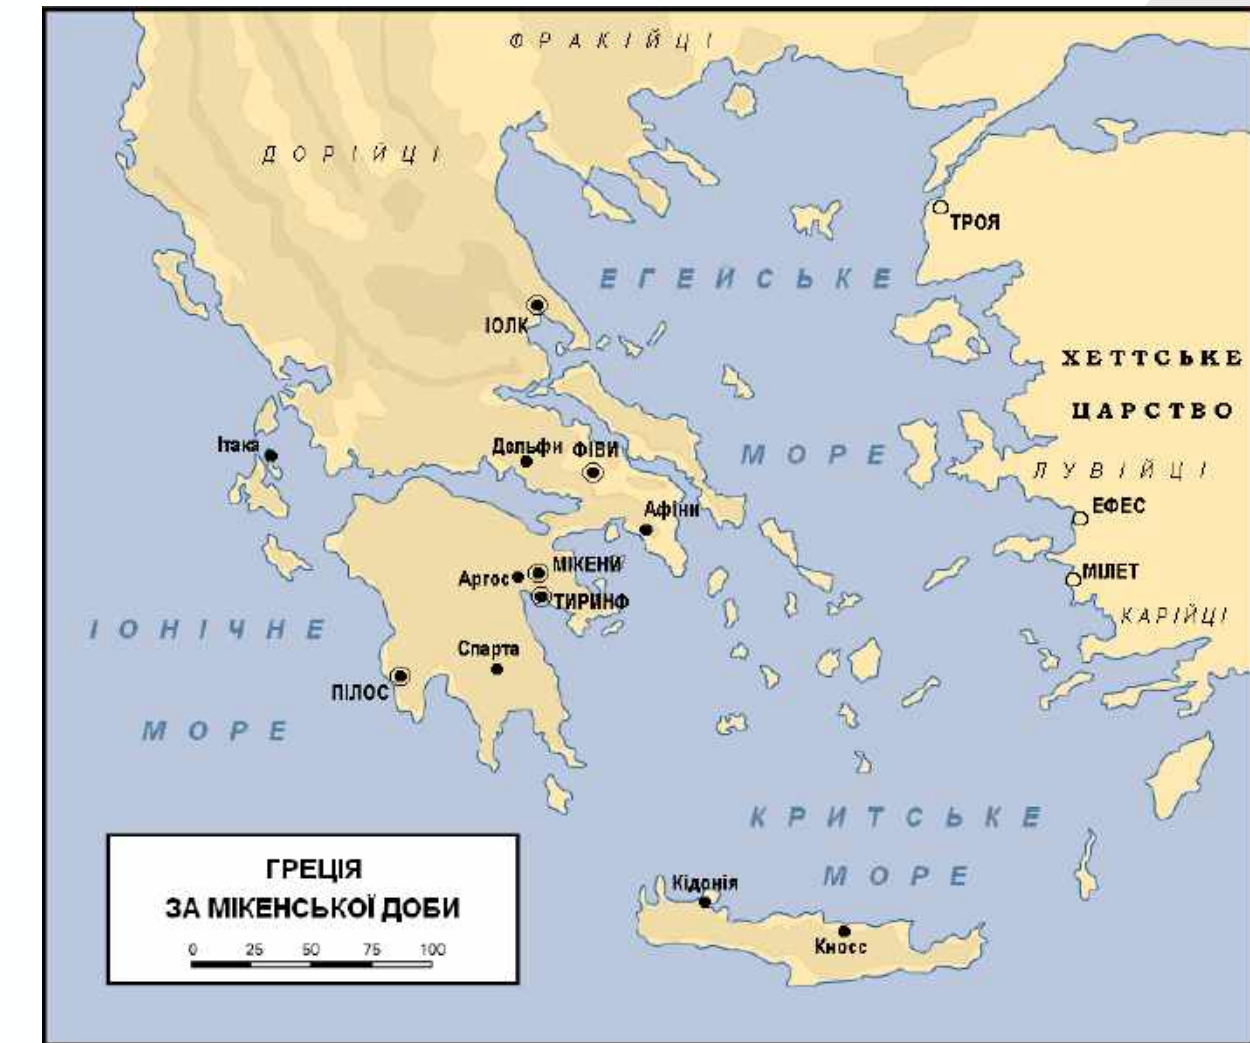 ФРАКІЙЦІ
ДОРІЙЦІ
ТРОЯ
ЕГЕЙСЬКЕ
МОРЕ
ІОЛК
ХЕТТСЬКЕ
ЦАРСТВО
Ітака
Дельфи
ФІВИ
ЛУВІЙЦІ
ЕФЕС
Афіни
МІКЕНИ
Аргос
ТИРИНФ
МІЛЕТ
КАРІЙЦІ
ІОНІЧНЕ
МОРЕ
Спарта
ПІЛОС
КРИТСЬКЕ
МОРЕ
Кідонія
Кносс
ГРЕЦІЯ
ЗА МІКЕНСЬКОЇ ДОБИ
0 25 50 75 100